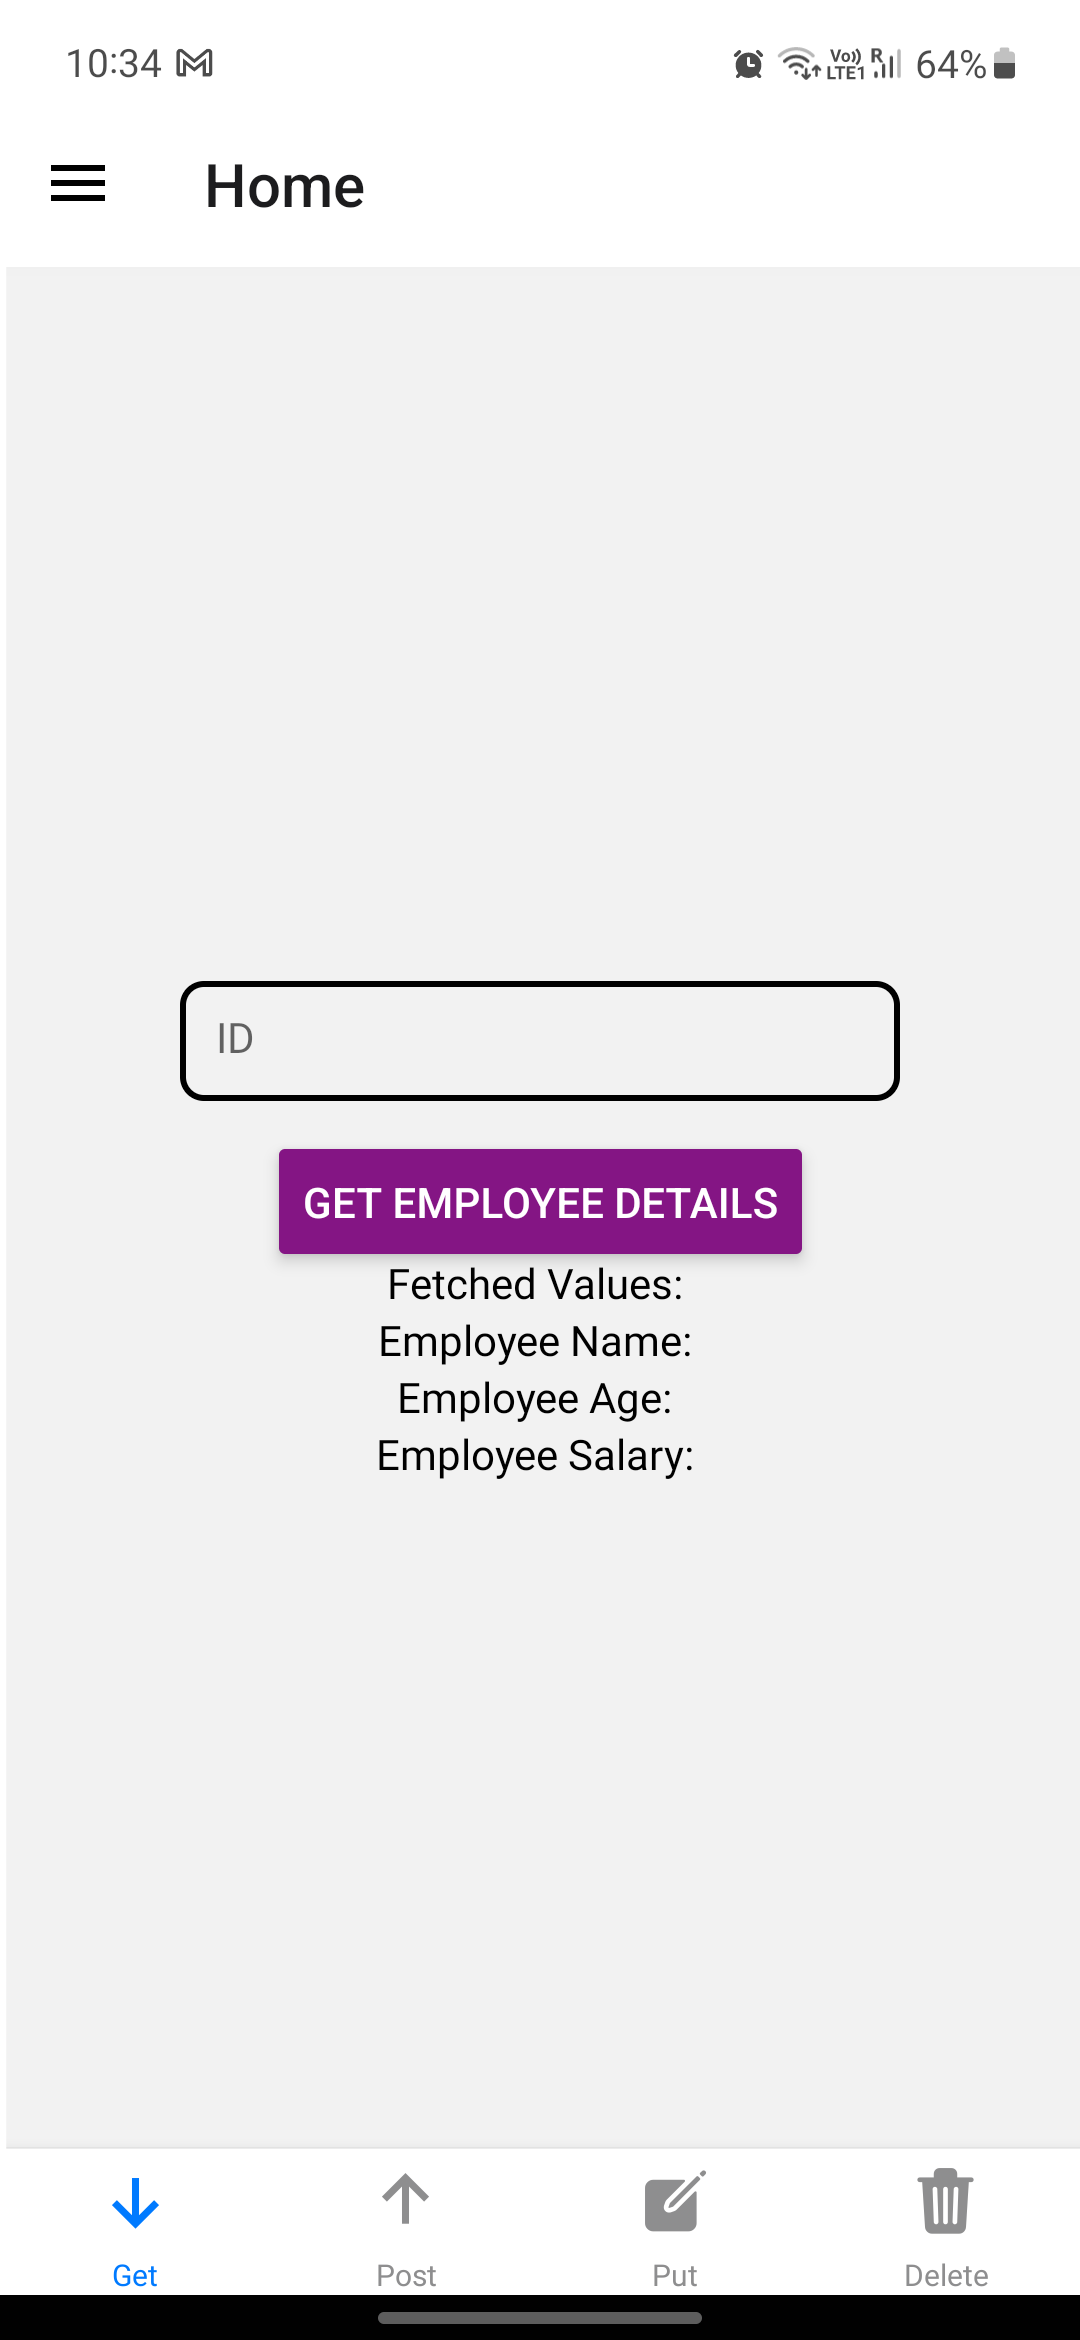 10:34 Vo)) LTE1 R 64%
Home
ID
GET EMPLOYEE DETAILS
Fetched Values:
Employee Name:
Employee Age:
Employee Salary:
Get Post Put Delete